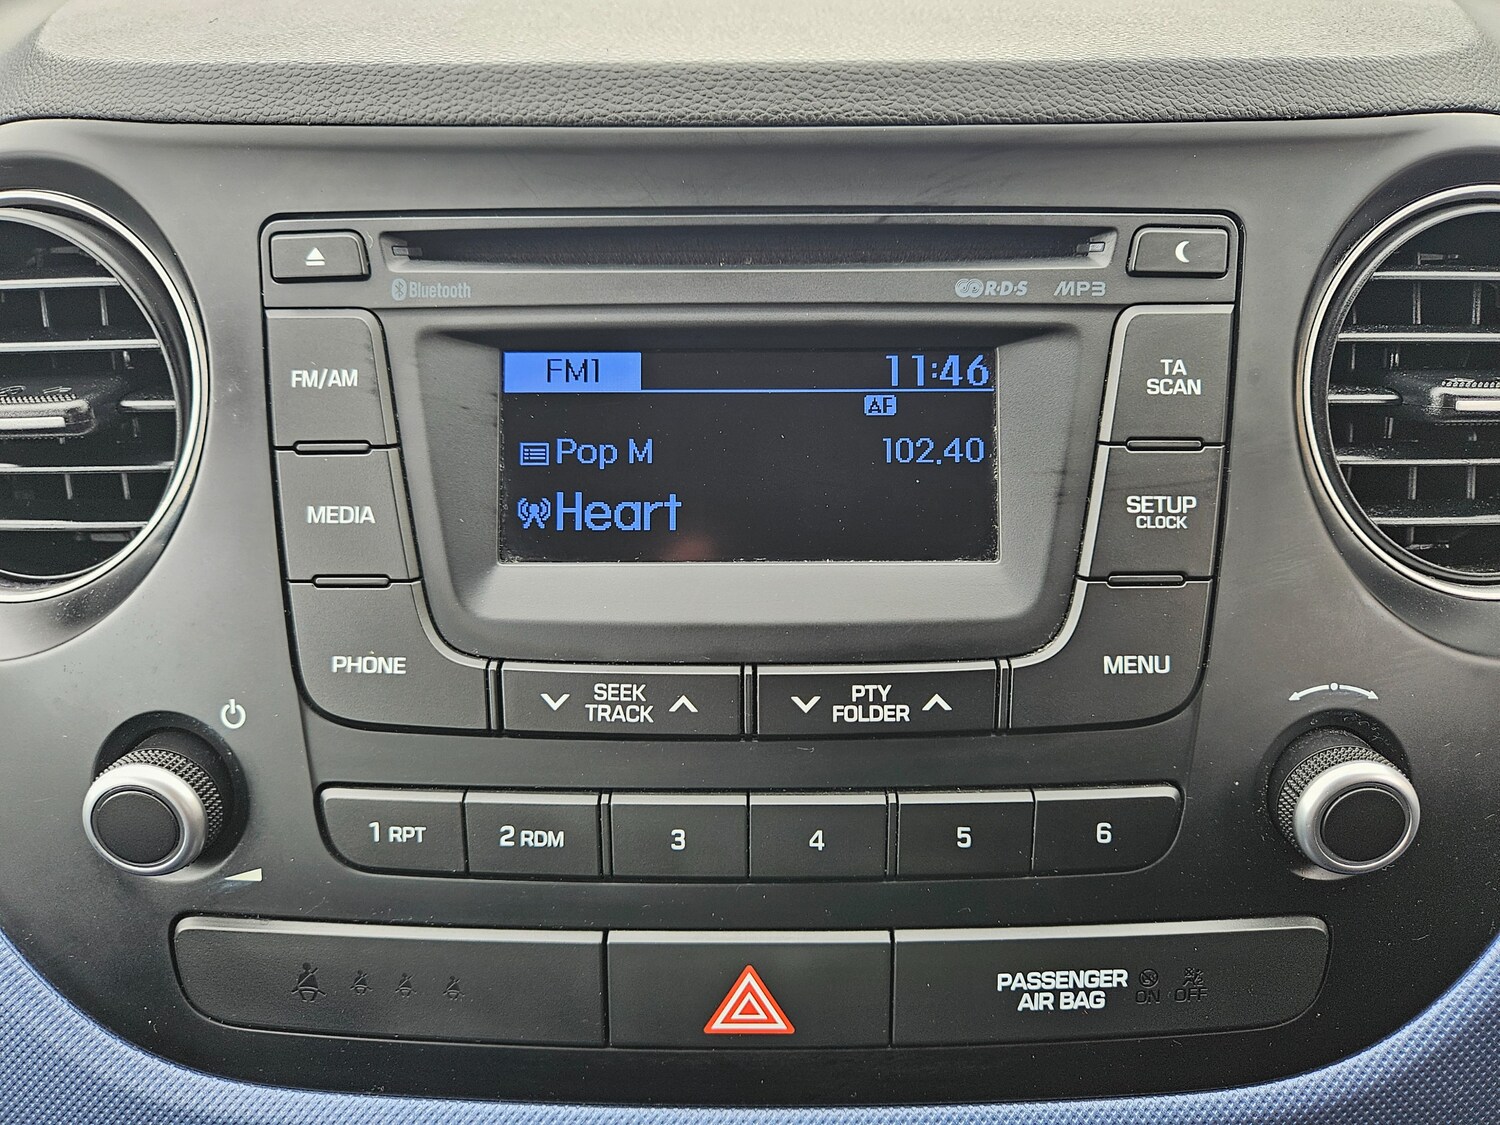 Bluetooth
R·D·S MP3
FM/AM
FM1 11:46
AF
TA
SCAN
Pop M 102.40
Heart
MEDIA
SETUP
CLOCK
PHONE
SEEK
TRACK
PTY
FOLDER
MENU
1 RPT
2 RDM
3
4
5
6
PASSENGER
AIR BAG
ON OFF